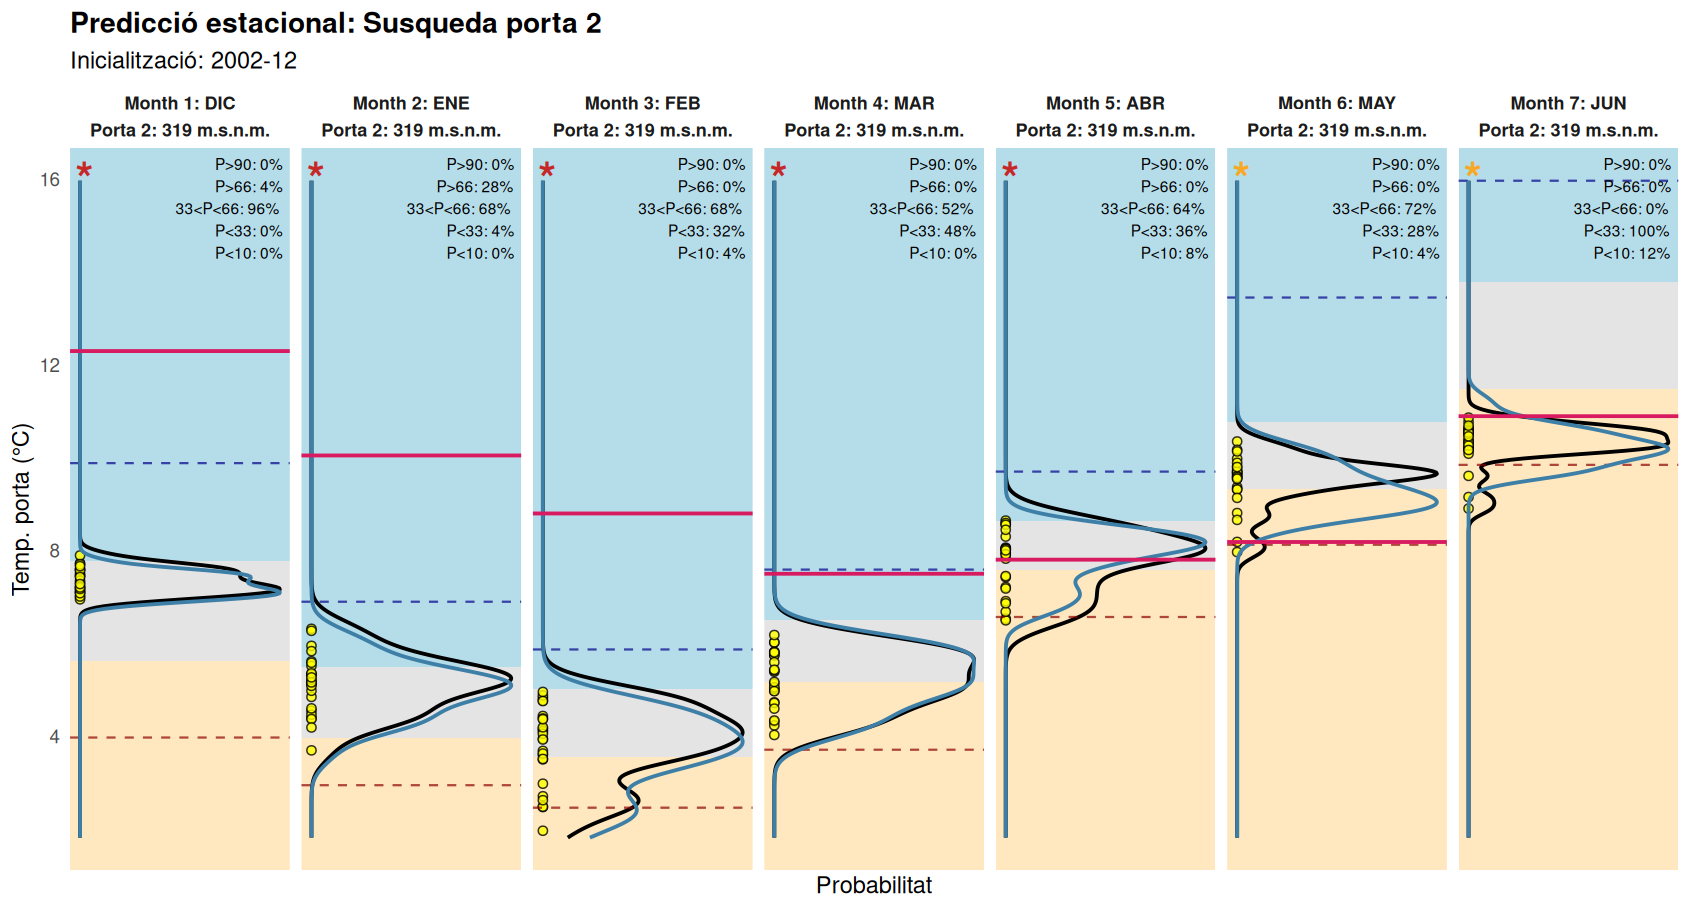 Predicció estacional: Susqueda porta 2
Inicialització: 2002-12
Month 1: DIC
Porta 2: 319 m.s.n.m.
Month 2: ENE
Porta 2: 319 m.s.n.m.
Month 3: FEB
Porta 2: 319 m.s.n.m.
Month 4: MAR
Porta 2: 319 m.s.n.m.
Month 5: ABR
Porta 2: 319 m.s.n.m.
Month 6: MAY
Porta 2: 319 m.s.n.m.
Month 7: JUN
Porta 2: 319 m.s.n.m.
*
P>90: 0%
P>66: 4%
33<P<66: 96%
P<33: 0%
P<10: 0%
*
P>90: 0%
P>66: 28%
33<P<66: 68%
P<33: 4%
P<10: 0%
*
P>90: 0%
P>66: 0%
33<P<66: 68%
P<33: 32%
P<10: 4%
*
P>90: 0%
P>66: 0%
33<P<66: 52%
P<33: 48%
P<10: 0%
*
P>90: 0%
P>66: 0%
33<P<66: 64%
P<33: 36%
P<10: 8%
*
P>90: 0%
P>66: 0%
33<P<66: 72%
P<33: 28%
P<10: 4%
*
P>90: 0%
P>66: 0%
33<P<66: 0%
P<33: 100%
P<10: 12%
16
12
8
4
Temp. porta (°C)
Probabilitat